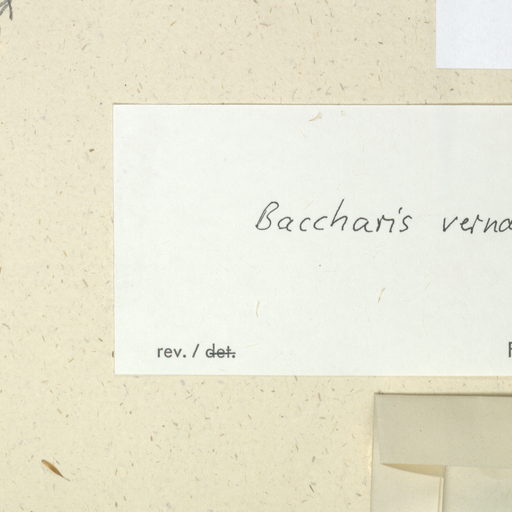 Baccharis verna
rev. / det.